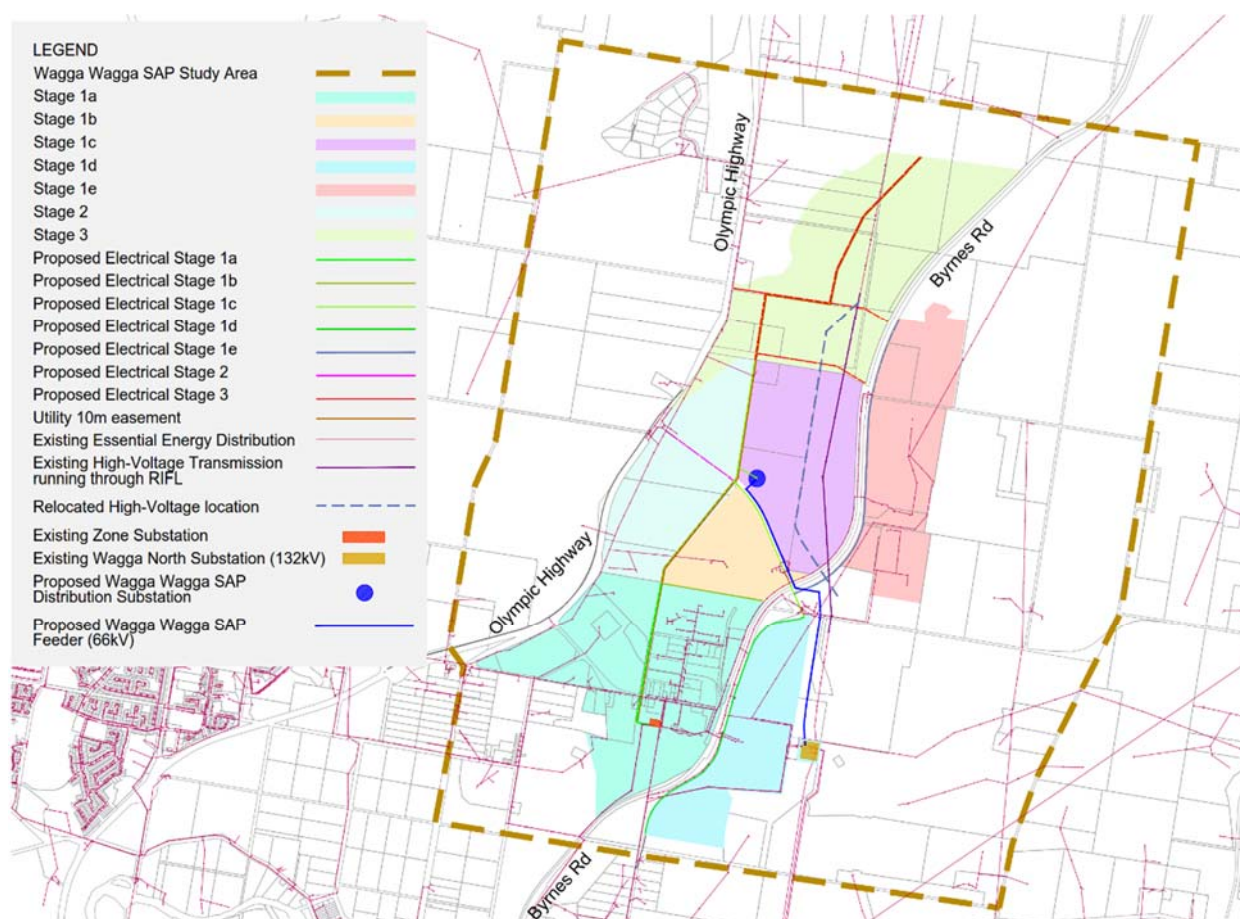 LEGEND
Wagga Wagga SAP Study Area
Stage 1a
Stage 1b
Stage 1c
Stage 1d
Stage 1e
Stage 2
Stage 3
Proposed Electrical Stage 1a
Proposed Electrical Stage 1b
Proposed Electrical Stage 1c
Proposed Electrical Stage 1d
Proposed Electrical Stage 1e
Proposed Electrical Stage 2
Proposed Electrical Stage 3
Utility 10m easement
Existing Essential Energy Distribution
Existing High-Voltage Transmission
running through RIFL
Relocated High-Voltage location
Existing Zone Substation
Existing Wagga North Substation (132kV)
Proposed Wagga Wagga SAP
Distribution Substation
Proposed Wagga Wagga SAP
Feeder (66kV)
Olympic Highway
Byrnes Rd
Olympic Highway
Byrnes Rd